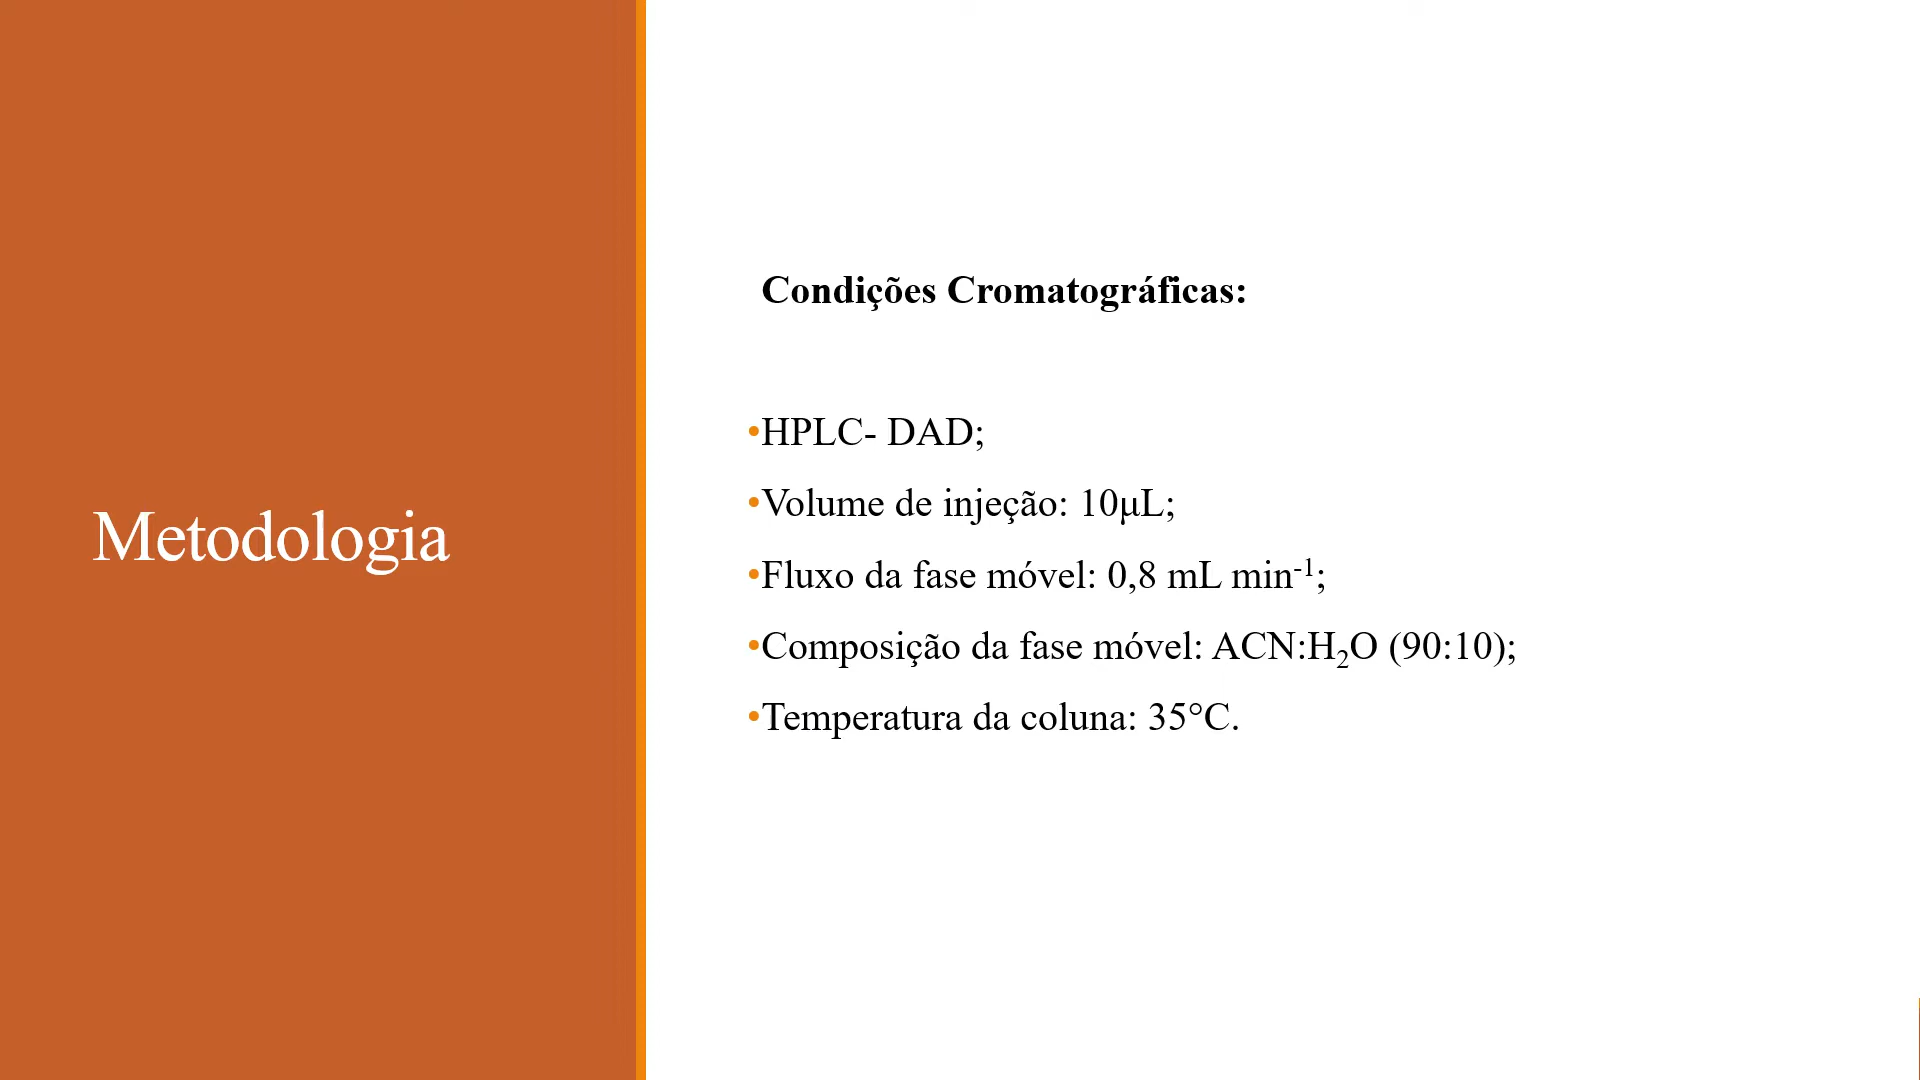 Metodologia
Condições Cromatográficas:
•HPLC- DAD;
•Volume de injeção: 10μL;
•Fluxo da fase móvel: 0,8 mL min⁻¹;
•Composição da fase móvel: ACN:H₂O (90:10);
•Temperatura da coluna: 35°C.